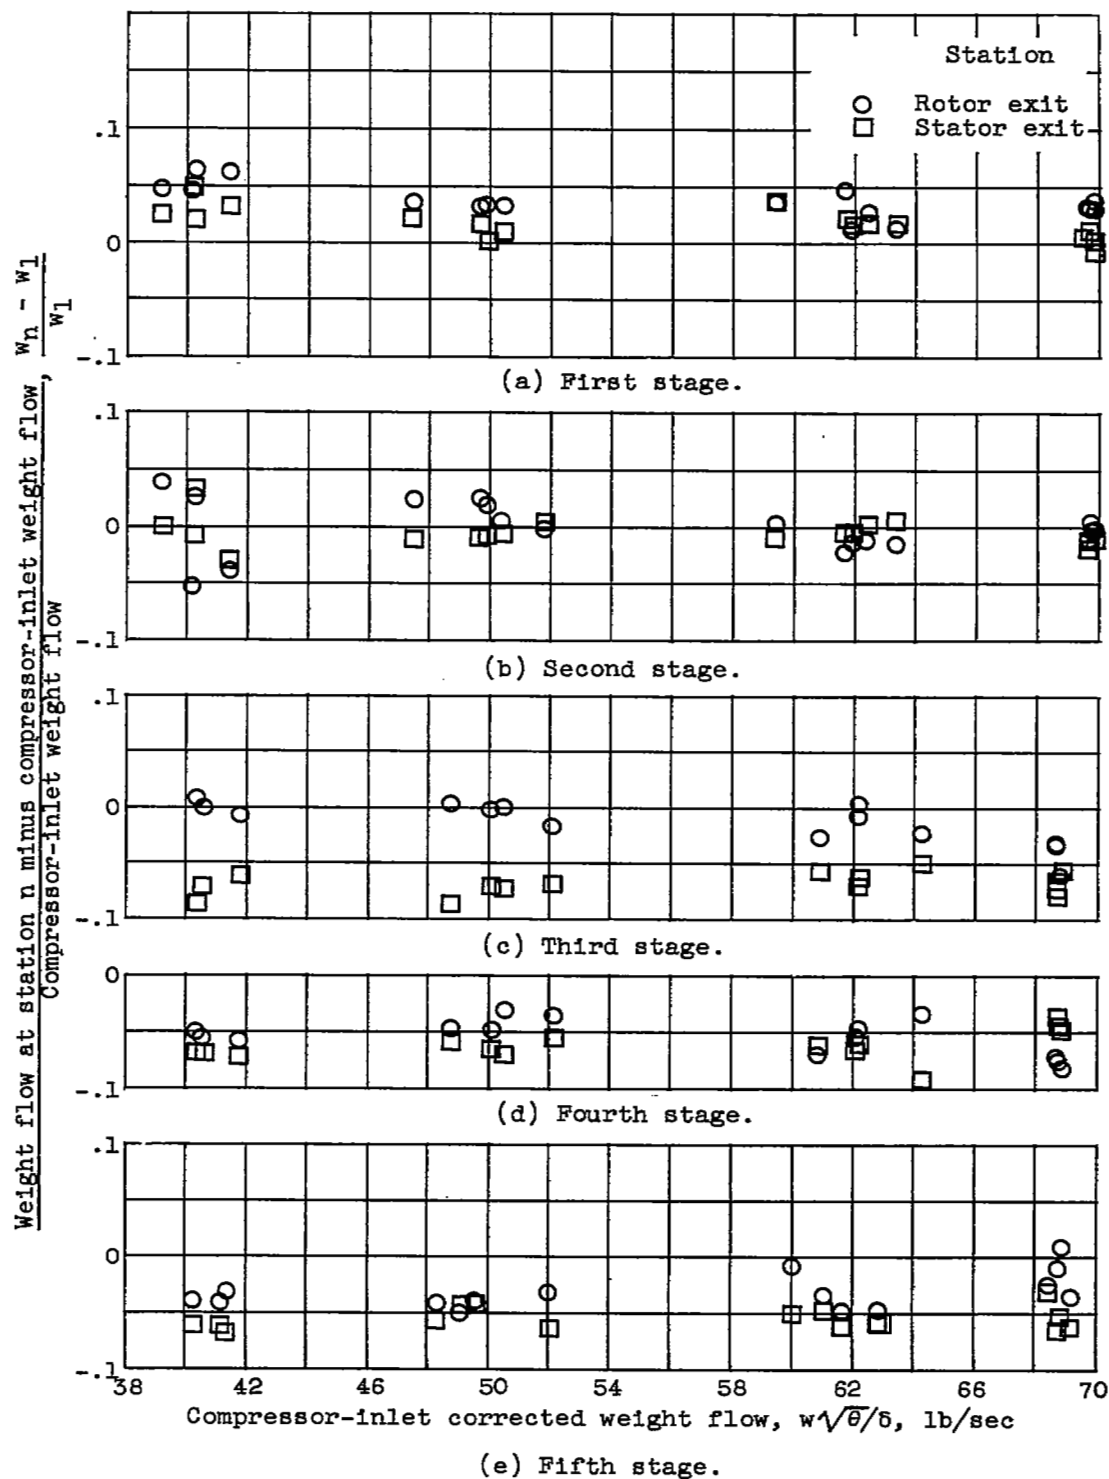 Station
Rotor exit
Stator exit
.1
0
-.1
(a) First stage.
.1
0
-.1
(b) Second stage.
.1
0
-.1
(c) Third stage.
0
-.1
(d) Fourth stage.
.1
0
-.1
38 42 46 50 54 58 62 66 70
Compressor-inlet corrected weight flow, w√θ/δ, lb/sec
(e) Fifth stage.
Weight flow at station n minus compressor-inlet weight flow, wn - w1
Compressor-inlet weight flow w1